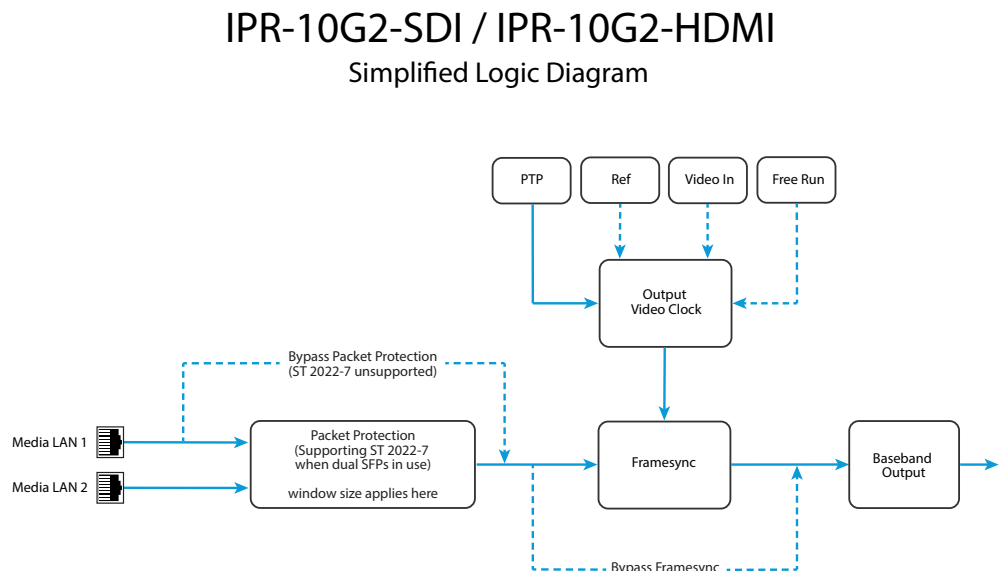 IPR-10G2-SDI / IPR-10G2-HDMI
Simplified Logic Diagram
PTP
Ref
Video In
Free Run
Output
Video Clock
Bypass Packet Protection
(ST 2022-7 unsupported)
Media LAN 1
Media LAN 2
Packet Protection
(Supporting ST 2022-7
when dual SFPs in use)
window size applies here
Framesync
Baseband
Output
Bypass Framesync